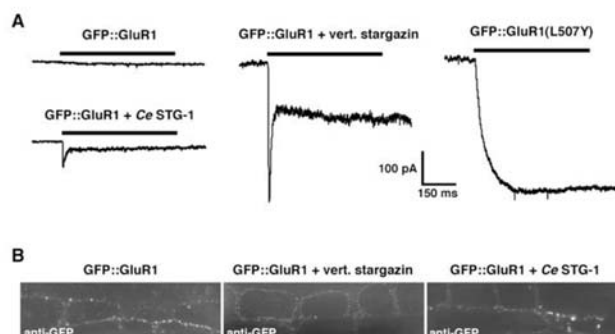 A
GFP::GluR1
GFP::GluR1 + vert. stargazin
GFP::GluR1(L507Y)
GFP::GluR1 + Ce STG-1
100 pA
150 ms
B
GFP::GluR1
GFP::GluR1 + vert. stargazin
GFP::GluR1 + Ce STG-1
anti-GFP
anti-GFP
anti-GFP